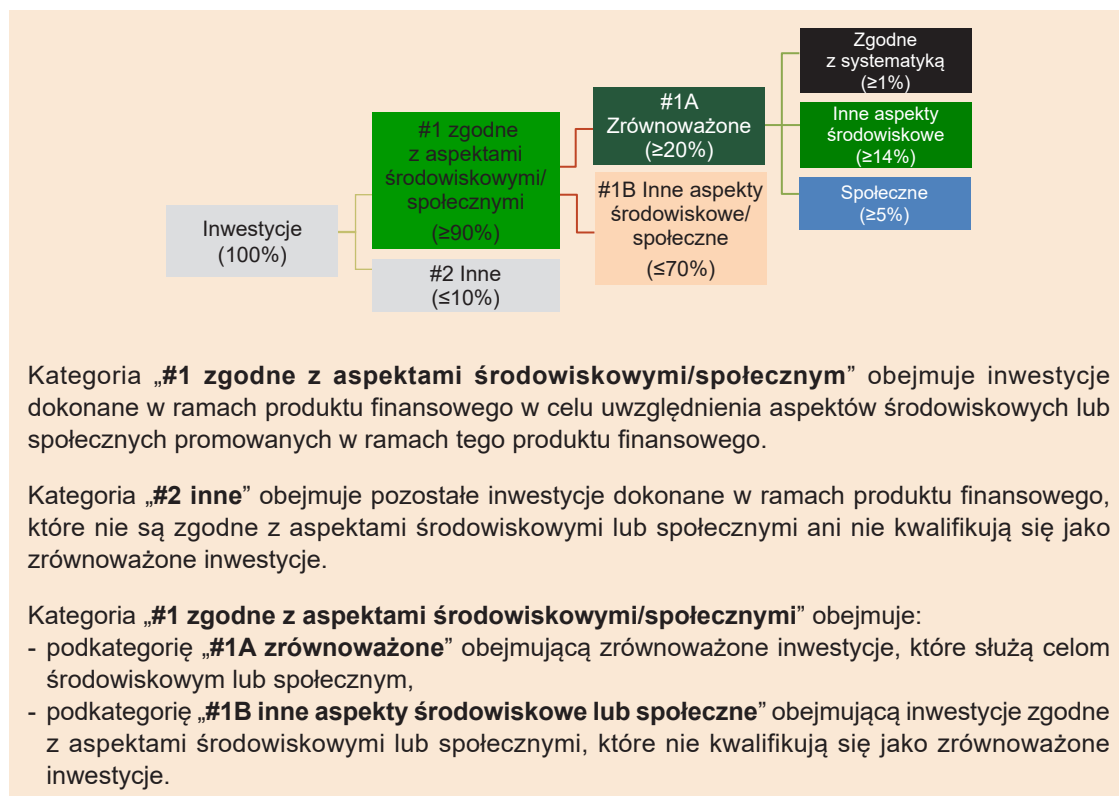 Inwestycje
(100%)
#1 zgodne
z aspektami
środowiskowymi/
społecznymi
(≥90%)
#2 Inne
(≤10%)
#1A
Zrównoważone
(≥20%)
#1B Inne aspekty
środowiskowe/
społeczne
(≤70%)
Zgodne
z systematyką
(≥1%)
Inne aspekty
środowiskowe
(≥14%)
Społeczne
(≥5%)
Kategoria „#1 zgodne z aspektami środowiskowymi/społecznym” obejmuje inwestycje
dokonane w ramach produktu finansowego w celu uwzględnienia aspektów środowiskowych lub
społecznych promowanych w ramach tego produktu finansowego.
Kategoria „#2 inne” obejmuje pozostałe inwestycje dokonane w ramach produktu finansowego,
które nie są zgodne z aspektami środowiskowymi lub społecznymi ani nie kwalifikują się jako
zrównoważone inwestycje.
Kategoria „#1 zgodne z aspektami środowiskowymi/społecznymi” obejmuje:
- podkategorię „#1A zrównoważone” obejmującą zrównoważone inwestycje, które służą celom
środowiskowym lub społecznym,
- podkategorię „#1B inne aspekty środowiskowe lub społeczne” obejmującą inwestycje zgodne
z aspektami środowiskowymi lub społecznymi, które nie kwalifikują się jako zrównoważone
inwestycje.